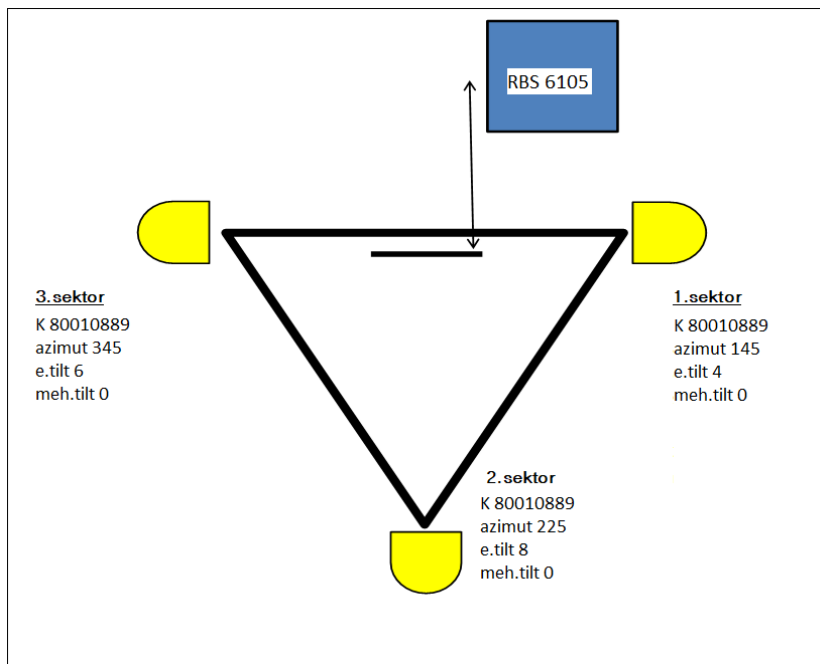 RBS 6105
3.sektor
K 80010889
azimut 345
e.tilt 6
meh.tilt 0
1.sektor
K 80010889
azimut 145
e.tilt 4
meh.tilt 0
2.sektor
K 80010889
azimut 225
e.tilt 8
meh.tilt 0